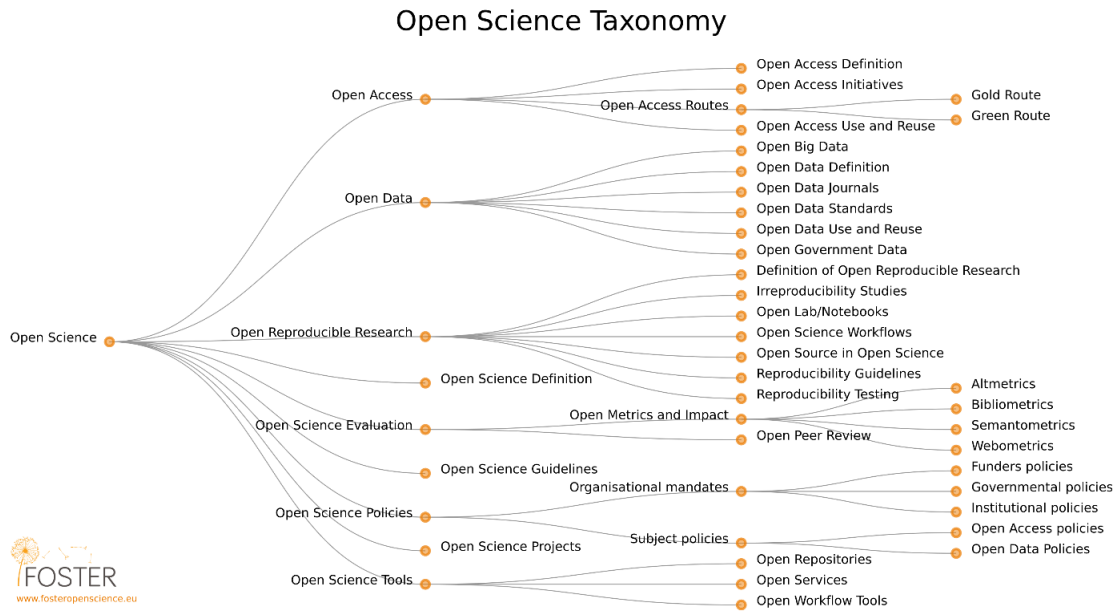 Open Science Taxonomy
Open Science
Open Access
Open Access Definition
Open Access Initiatives
Open Access Routes
Gold Route
Green Route
Open Access Use and Reuse
Open Data
Open Big Data
Open Data Definition
Open Data Journals
Open Data Standards
Open Data Use and Reuse
Open Government Data
Open Reproducible Research
Definition of Open Reproducible Research
Irreproducibility Studies
Open Lab/Notebooks
Open Science Workflows
Open Source in Open Science
Reproducibility Guidelines
Reproducibility Testing
Open Science Definition
Open Science Evaluation
Open Metrics and Impact
Altmetrics
Bibliometrics
Semantometrics
Webometrics
Open Peer Review
Open Science Guidelines
Open Science Policies
Organisational mandates
Funders policies
Governmental policies
Institutional policies
Subject policies
Open Access policies
Open Data Policies
Open Science Projects
Open Science Tools
Open Repositories
Open Services
Open Workflow Tools
FOSTER
www.fosteropenscience.eu